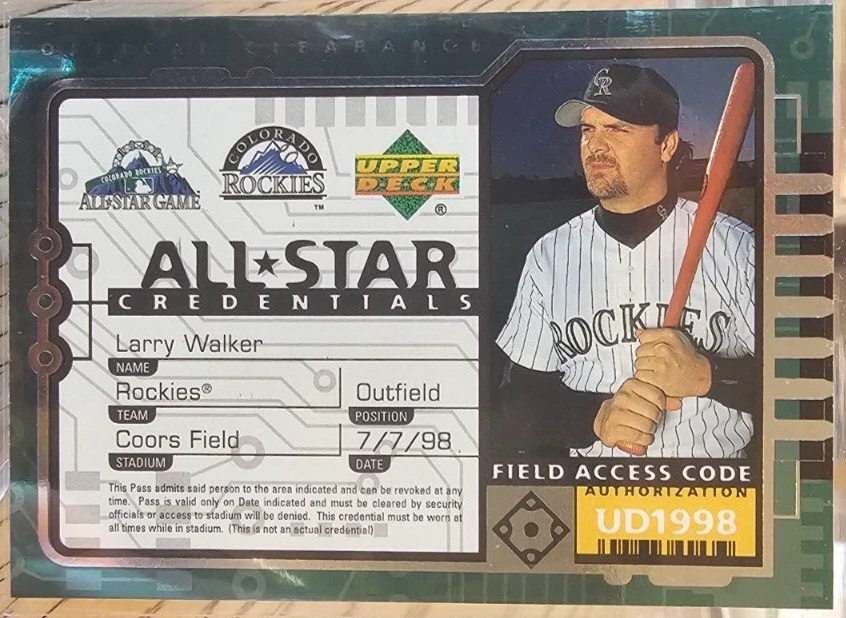 OFFICIAL CLEARANCE
COLORADO ROCKIES
ALL-STAR GAME
COLORADO
ROCKIES
™
UPPER
DECK
®
ALL★STAR
CREDENTIALS
Larry Walker
NAME
Rockies® Outfield
TEAM POSITION
Coors Field 7/7/98
STADIUM DATE
This Pass admits said person to the area indicated and can be revoked at any
time. Pass is valid only on Date indicated and must be cleared by security
officials or access to stadium will be denied. This credential must be worn at
all times while in stadium. (This is not an actual credential)
CR
ROCKIES
FIELD ACCESS CODE
AUTHORIZATION
UD1998